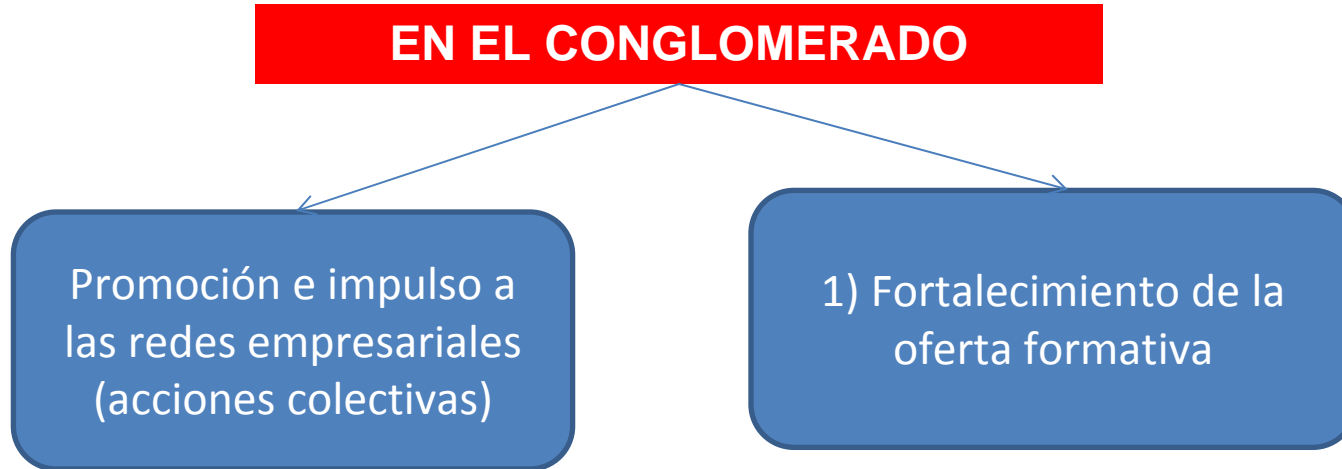 EN EL CONGLOMERADO
Promoción e impulso a
las redes empresariales
(acciones colectivas)
1) Fortalecimiento de la
oferta formativa